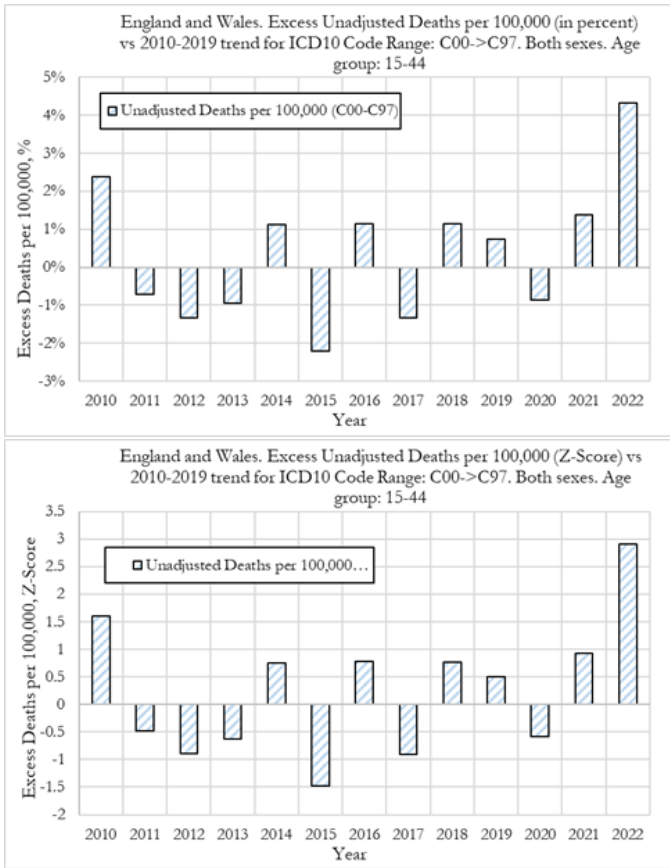 England and Wales. Excess Unadjusted Deaths per 100,000 (in percent)
vs 2010-2019 trend for ICD10 Code Range: C00->C97. Both sexes. Age
group: 15-44
5%
4%
3%
2%
1%
0%
-1%
-2%
-3%
Excess Deaths per 100,000, %
Unadjusted Deaths per 100,000 (C00-C97)
2010 2011 2012 2013 2014 2015 2016 2017 2018 2019 2020 2021 2022
Year
England and Wales. Excess Unadjusted Deaths per 100,000 (Z-Score) vs
2010-2019 trend for ICD10 Code Range: C00->C97. Both sexes. Age
group: 15-44
3.5
3
2.5
2
1.5
1
0.5
0
-0.5
-1
-1.5
-2
Excess Deaths per 100,000, Z-Score
Unadjusted Deaths per 100,000…
2010 2011 2012 2013 2014 2015 2016 2017 2018 2019 2020 2021 2022
Year